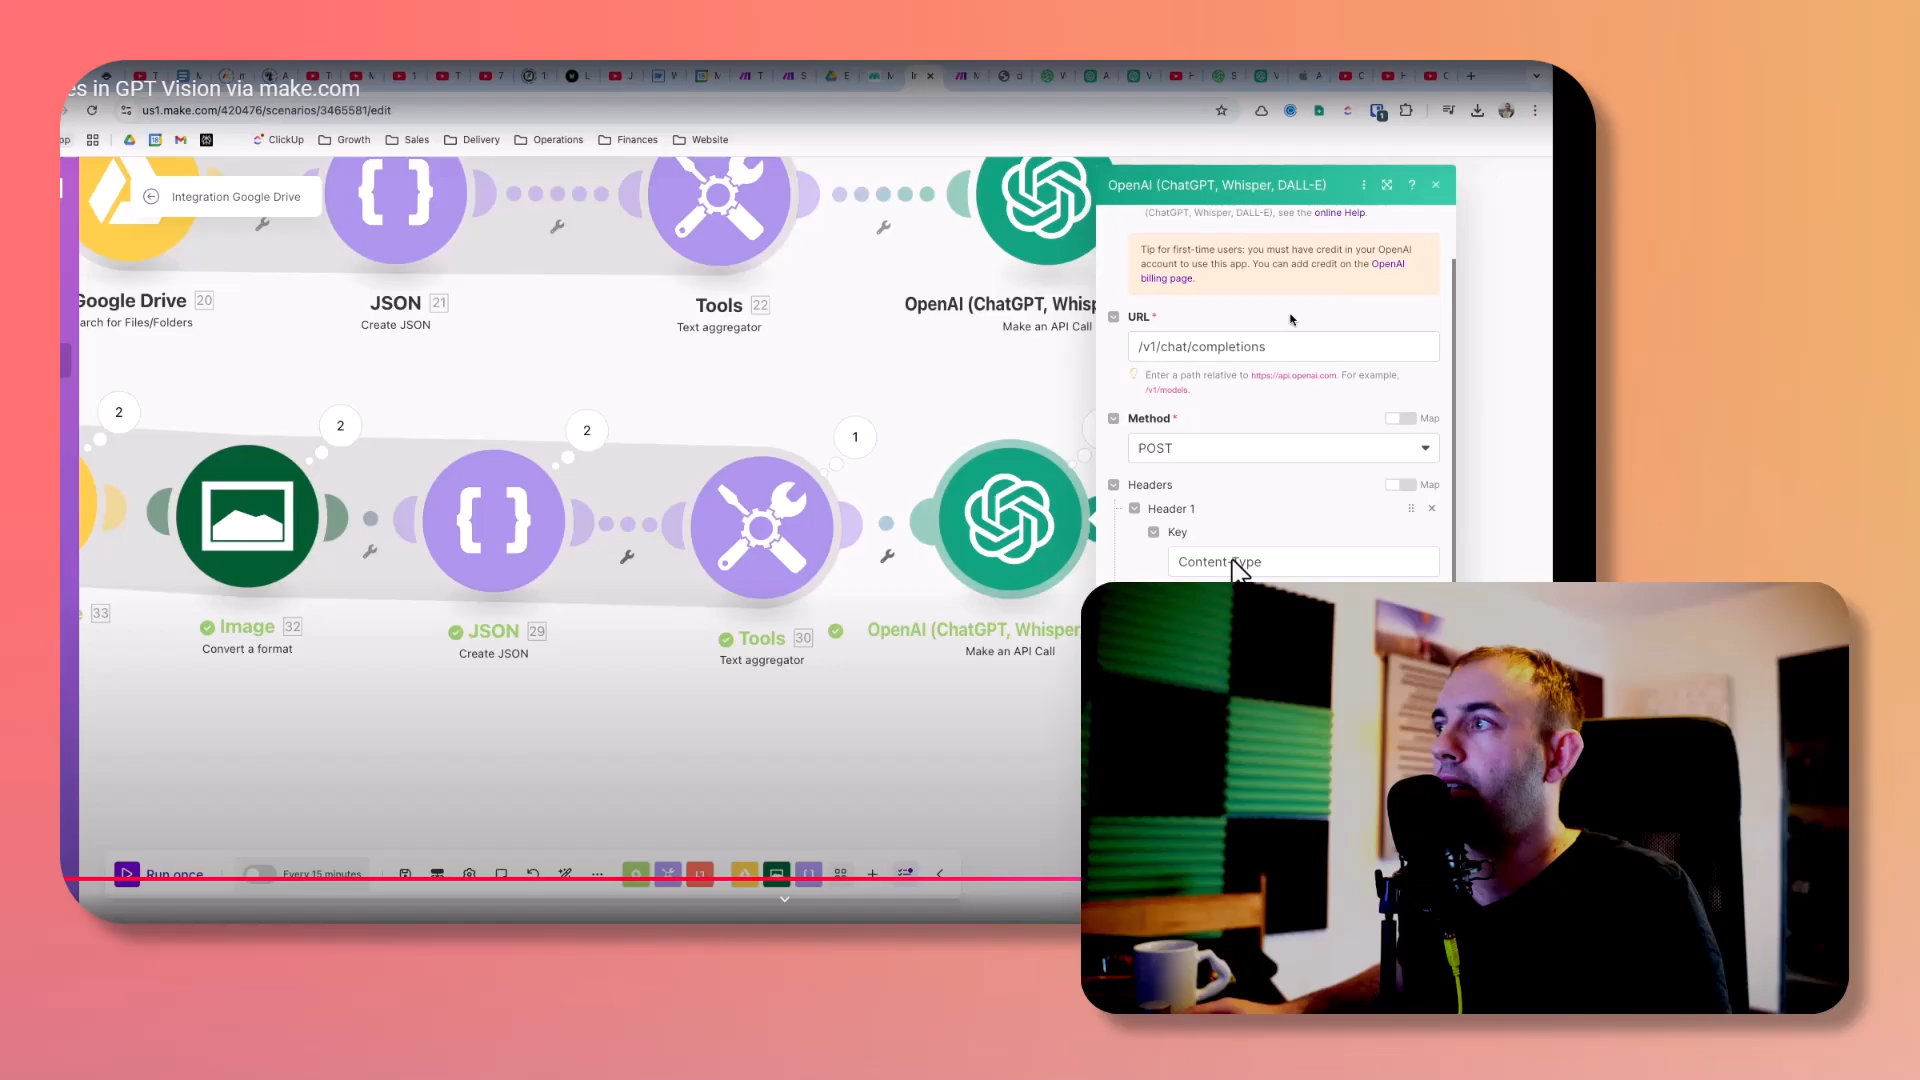 es in GPT Vision via make.com
us1.make.com/420476/scenarios/3465581/edit
ClickUp
Growth
Sales
Delivery
Operations
Finances
Website
Integration Google Drive
Google Drive 20
arch for Files/Folders
JSON 21
Create JSON
Tools 22
Text aggregator
OpenAI (ChatGPT, Whisp
Make an API Call
2
2
2
1
33
Image 32
Convert a format
JSON 29
Create JSON
Tools 30
Text aggregator
OpenAI (ChatGPT, Whisper,
Make an API Call
Run once
Every 15 minutes
OpenAI (ChatGPT, Whisper, DALL-E)
(ChatGPT, Whisper, DALL-E), see the online Help.
Tip for first-time users: you must have credit in your OpenAI
account to use this app. You can add credit on the OpenAI
billing page.
URL *
/v1/chat/completions
Enter a path relative to https://api.openai.com. For example,
/v1/models.
Method *
Map
POST
Headers
Map
Header 1
Key
Content-Type